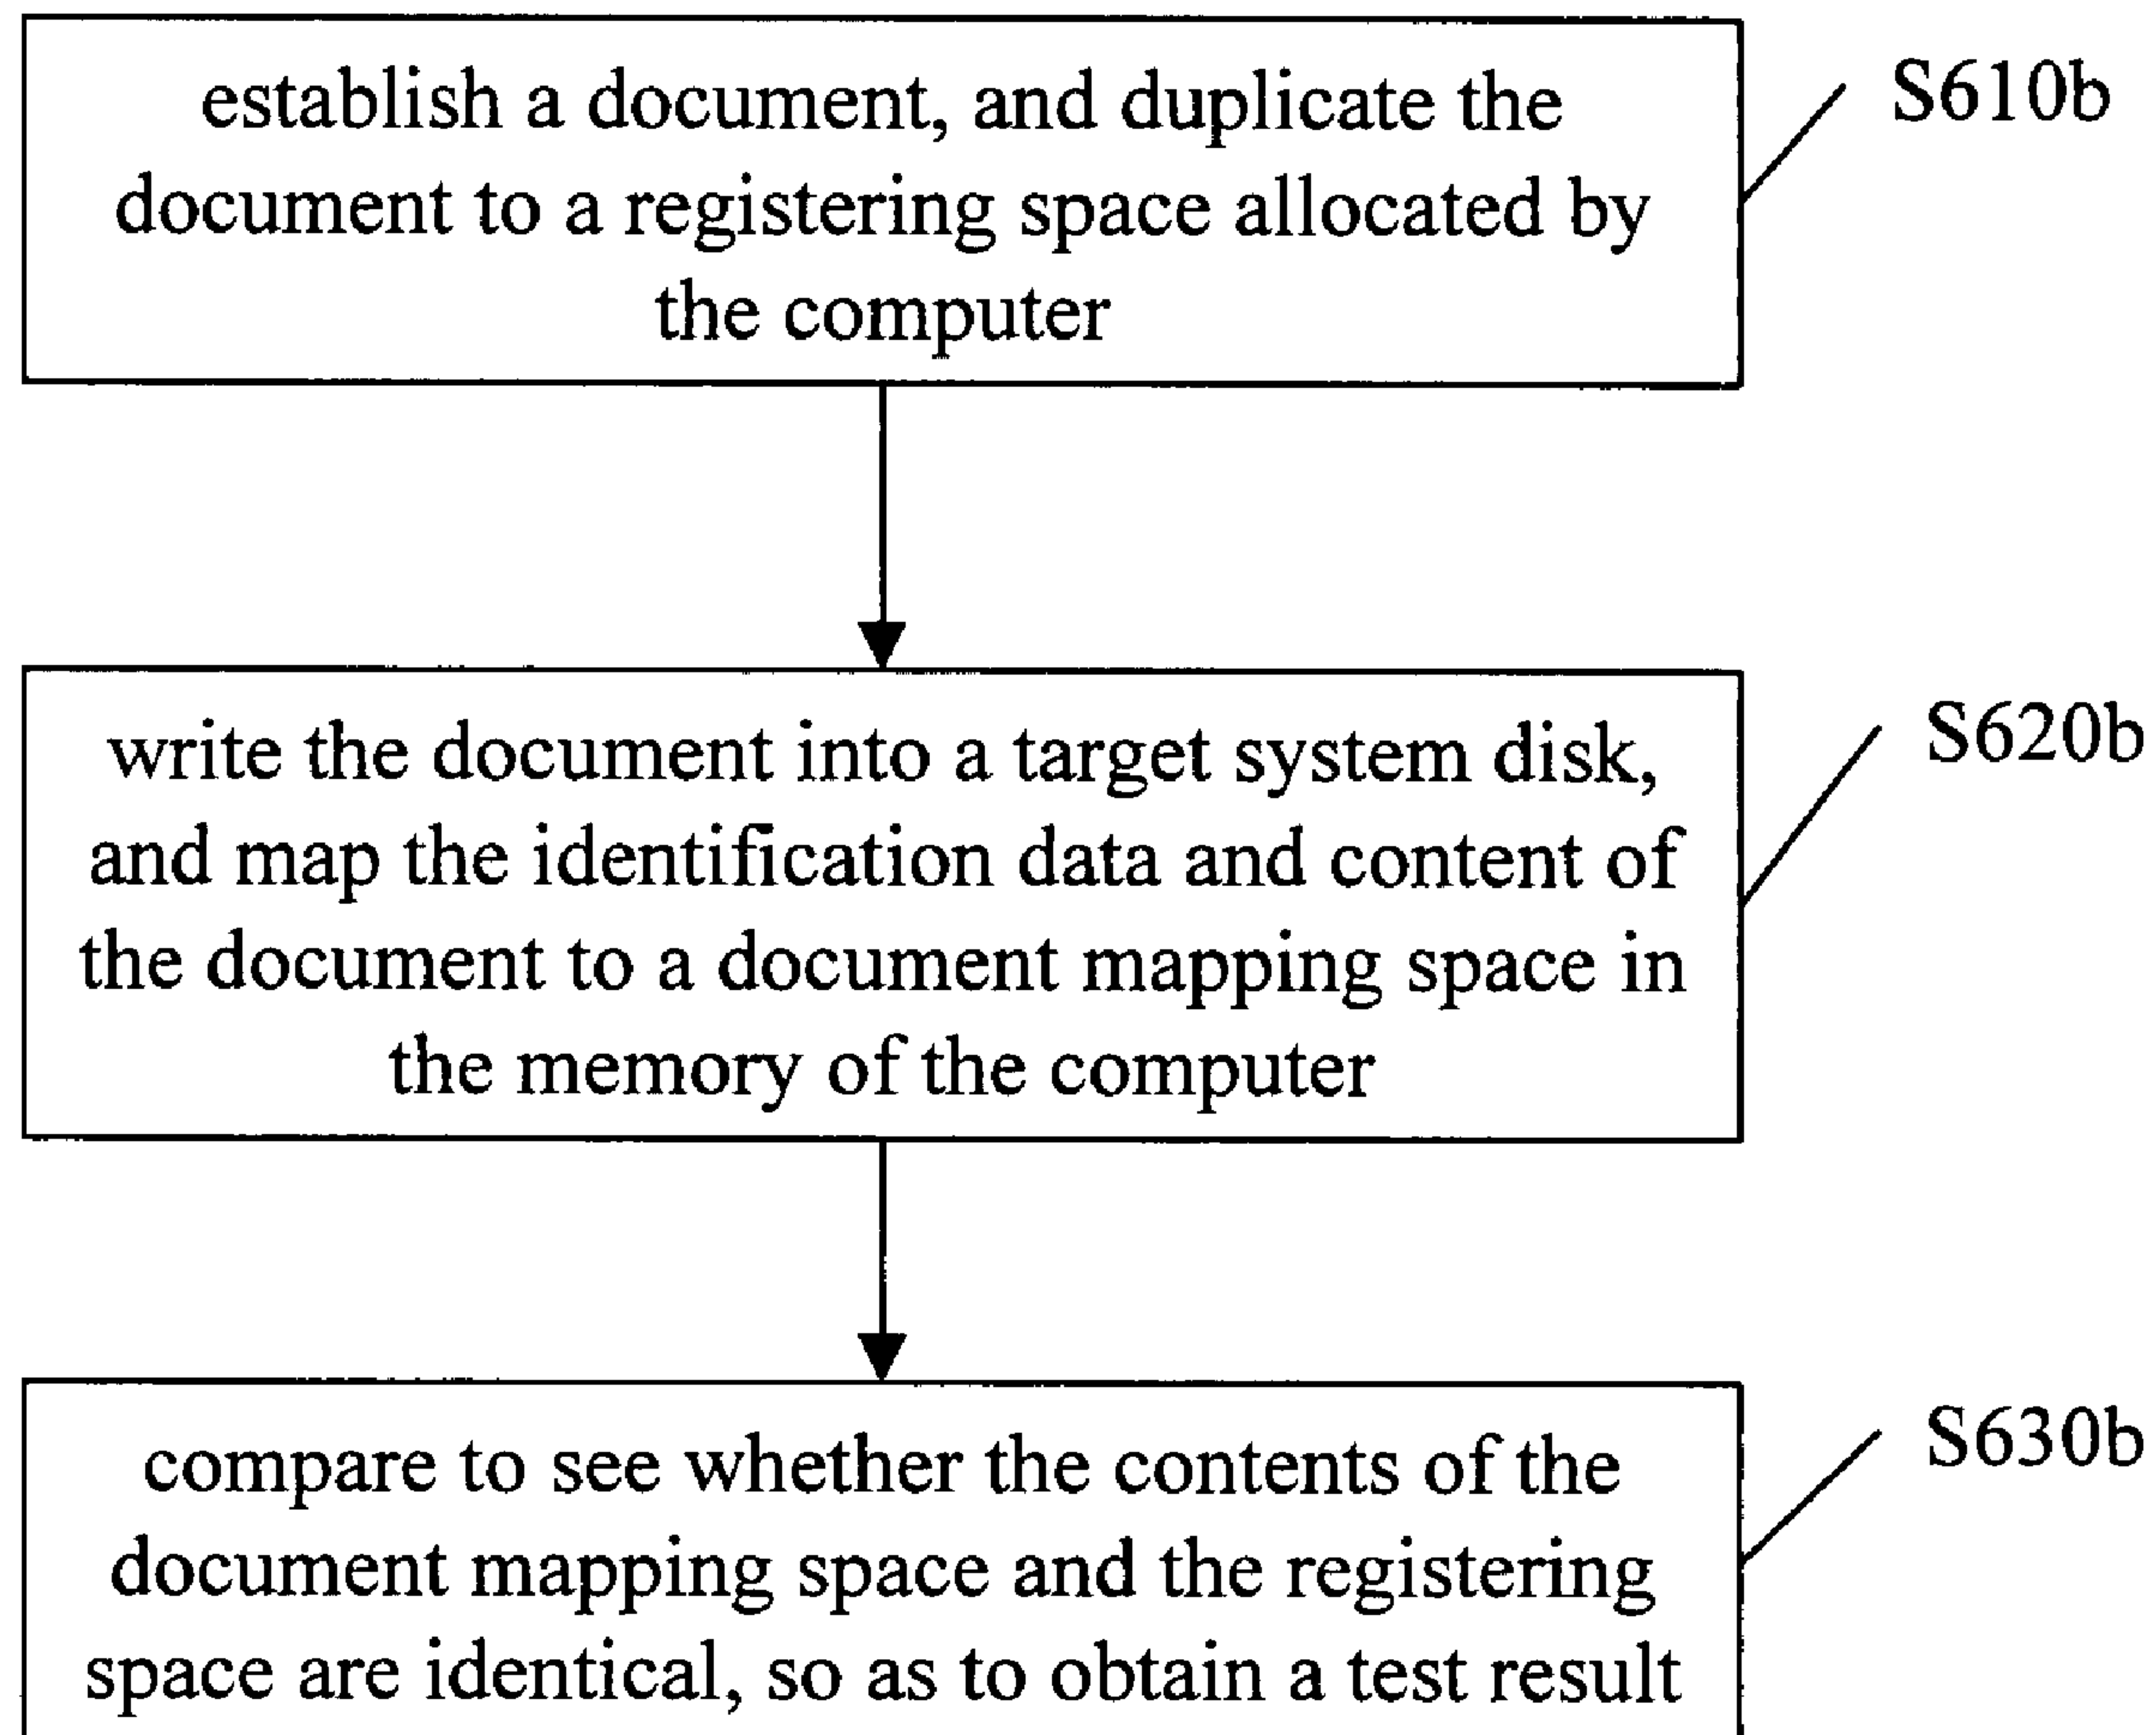 establish a document, and duplicate the
document to a registering space allocated by
the computer
S610b
write the document into a target system disk,
and map the identification data and content of
the document to a document mapping space in
the memory of the computer
S620b
compare to see whether the contents of the
document mapping space and the registering
space are identical, so as to obtain a test result
S630b